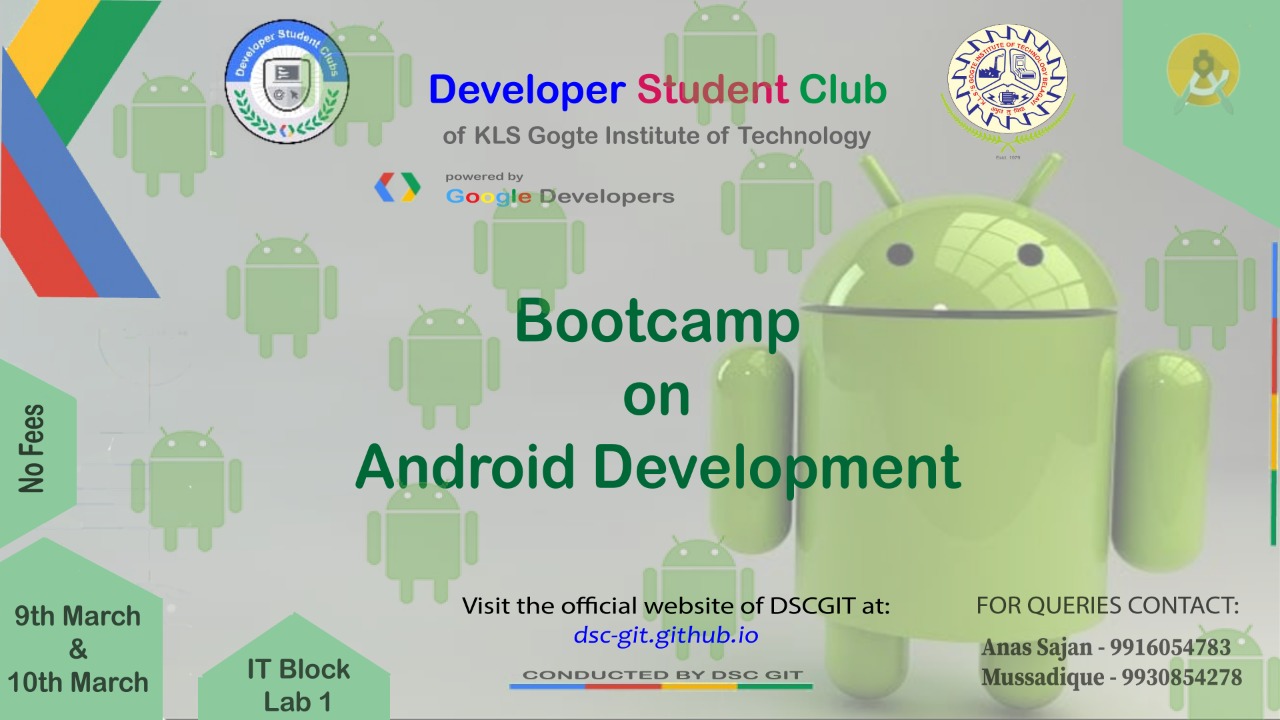 Developer Student Clubs
Developer Student Club
of KLS Gogte Institute of Technology
powered by
Google Developers
Bootcamp
on
Android Development
No Fees
9th March
&
10th March
IT Block
Lab 1
Visit the official website of DSCGIT at:
dsc-git.github.io
CONDUCTED BY DSC GIT
FOR QUERIES CONTACT:
Anas Sajan - 9916054783
Mussadique - 9930854278